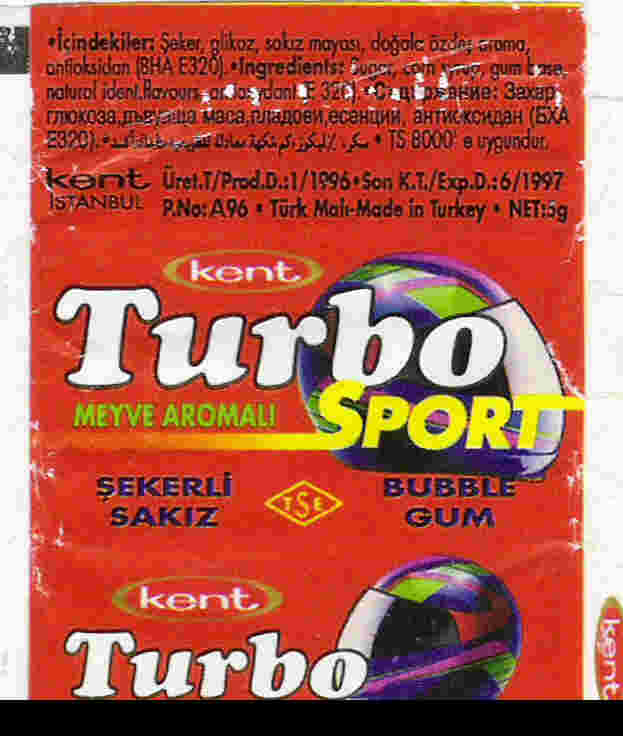 •İçindekiler: Şeker, glikoz, sakız mayası, doğala özdeş aroma,
antioksidan (BHA E320).•Ingredients: Sugar, corn syrup, gum base,
natural ident.flavours, antioxydant (E 320).•Съдържание: Захар,
глюкоза,дъвчаща маса,пладови,есенции, антиоксидан (БХА
E320).• • TS 8000' e uygundur.
kent Üret.T/Prod.D.:1/1996•Son K.T./Exp.D.:6/1997
İSTANBUL P.No:A96 • Türk Malı-Made in Turkey • NET:5g
kent
Turbo
MEYVE AROMALI SPORT
ŞEKERLİ TSE BUBBLE
SAKIZ GUM
kent
Turbo
kent